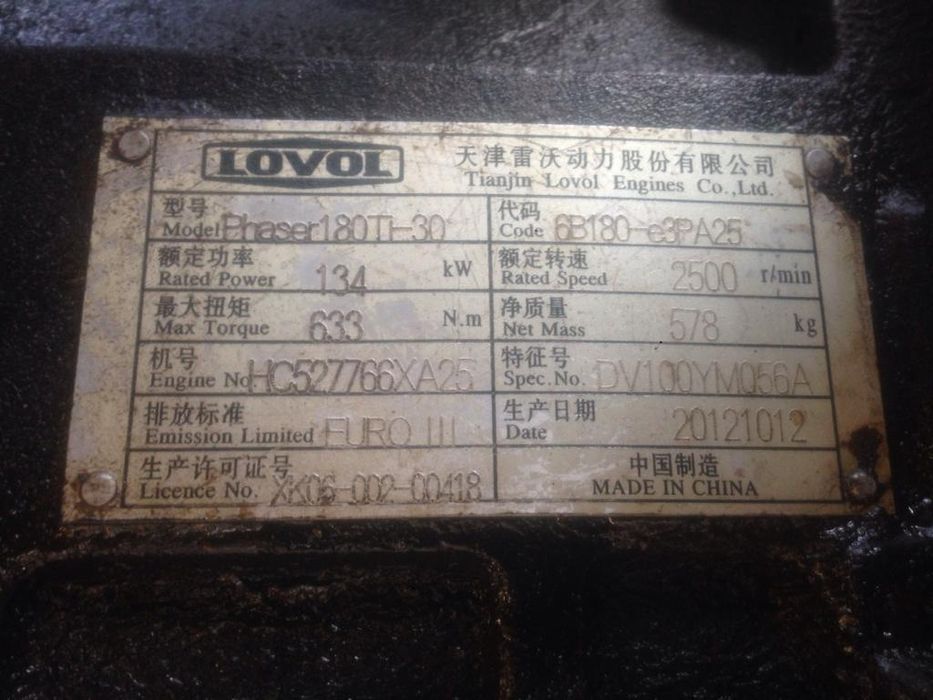 LOVOL 天津雷沃动力股份有限公司
Tianjin Lovol Engines Co.,Ltd.
型号
Model Phaser180Ti-30
代码
Code 6B180-e3PA25
额定功率
Rated Power 134 kW
额定转速
Rated Speed 2500 r/min
最大扭矩
Max Torque 633 N.m
净质量
Net Mass 578 kg
机号
Engine No. HC527766XA25
特征号
Spec.No. DV100YM056A
排放标准
Emission Limited EURO III
生产日期
Date 20121012
生产许可证号
Licence No. XK06-002-00418
中国制造
MADE IN CHINA